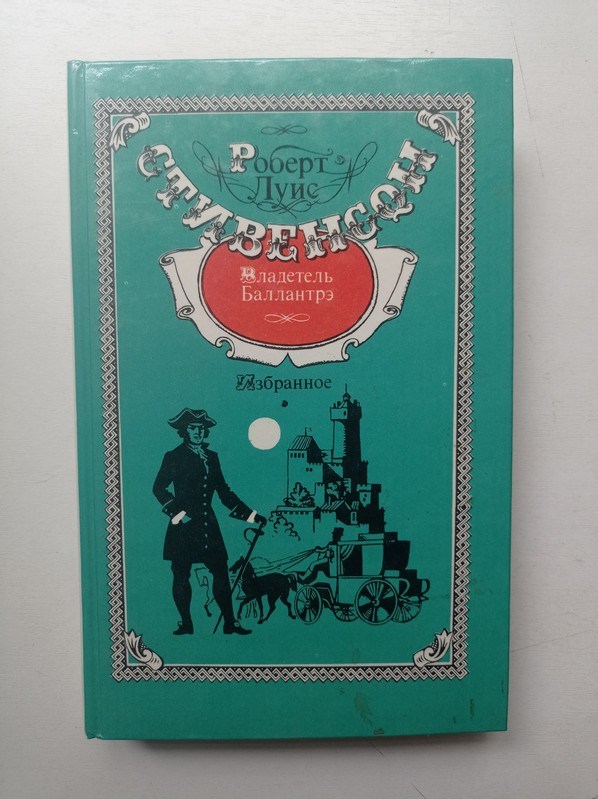 Роберт
Луис
СТИВЕНСОН
Владетель
Баллантрэ
Избранное